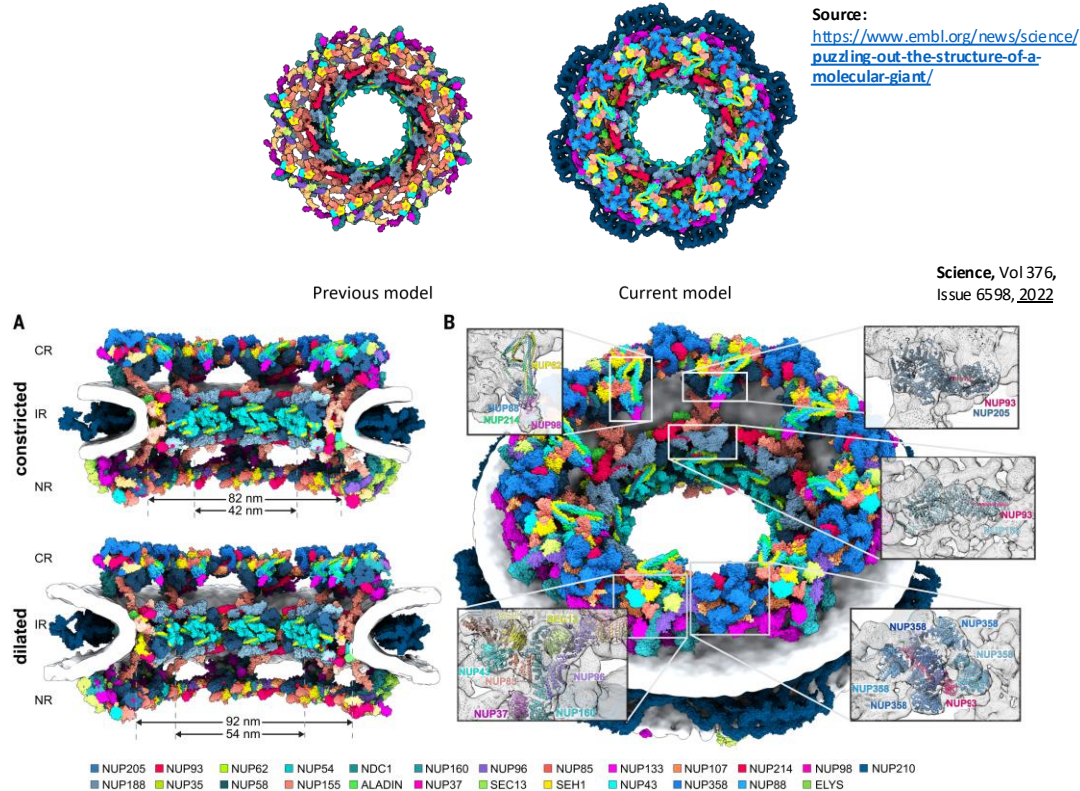 Source:
https://www.embl.org/news/science/
puzzling-out-the-structure-of-a-
molecular-giant/
Previous model
Current model
Science, Vol 376,
Issue 6598, 2022
A
constricted
CR
IR
NR
82 nm
42 nm
dilated
CR
IR
NR
92 nm
54 nm
B
NUP62
NUP88
NUP214
NUP98
NUP93
NUP205
NUP93
NUP358
NUP358
NUP358
NUP358
NUP93
SEC13
NUP43
NUP85
NUP96
NUP37
NUP160
NUP205 NUP93 NUP62 NUP54 NDC1 NUP160 NUP96 NUP85 NUP133 NUP107 NUP214 NUP98 NUP210
NUP188 NUP35 NUP58 NUP155 ALADIN NUP37 SEC13 SEH1 NUP43 NUP358 NUP88 ELYS